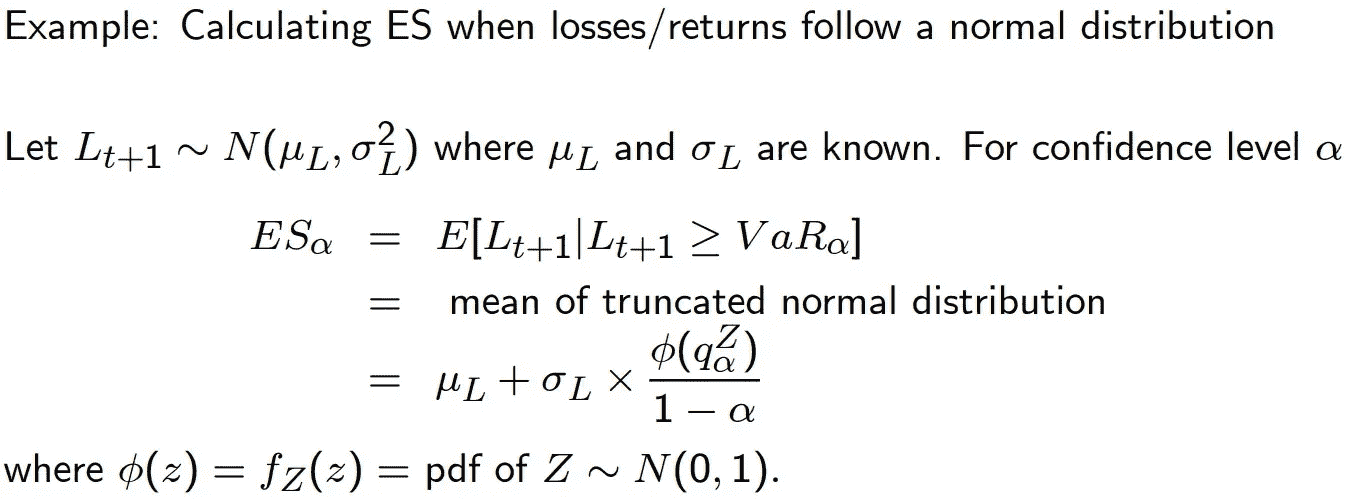 Example: Calculating ES when losses/returns follow a normal distribution
Let $L_{t+1} \sim N(\mu_L, \sigma_L^2)$ where $\mu_L$ and $\sigma_L$ are known. For confidence level $\alpha$
$ES_\alpha = E[L_{t+1}|L_{t+1} \geq VaR_\alpha]$
= mean of truncated normal distribution
$= \mu_L + \sigma_L \times \frac{\phi(q_\alpha^Z)}{1-\alpha}$
where $\phi(z) = f_Z(z) =$ pdf of $Z \sim N(0, 1)$.